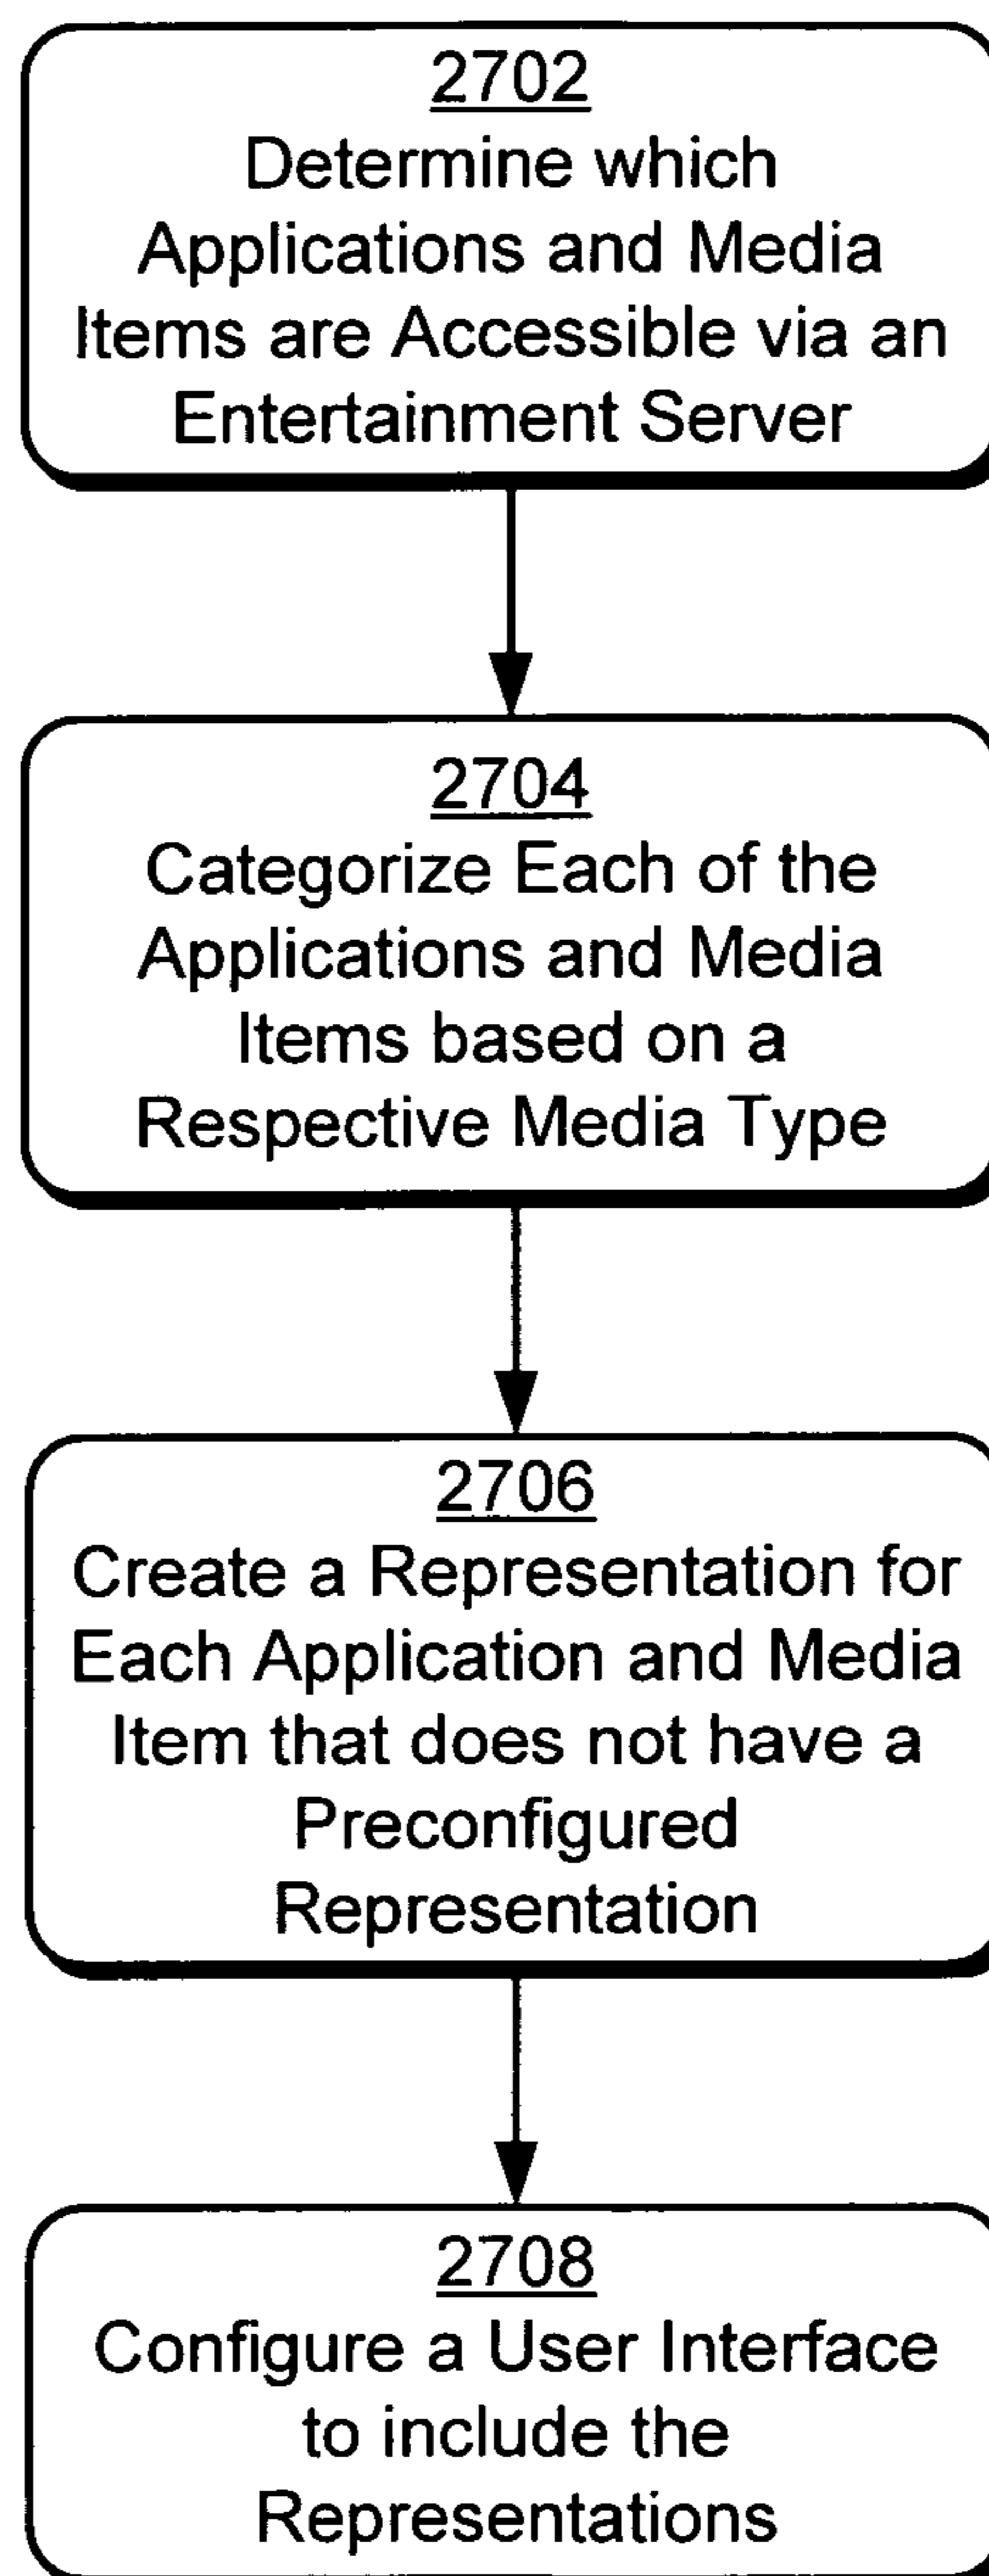 2702
Determine which
Applications and Media
Items are Accessible via an
Entertainment Server
2704
Categorize Each of the
Applications and Media
Items based on a
Respective Media Type
2706
Create a Representation for
Each Application and Media
Item that does not have a
Preconfigured
Representation
2708
Configure a User Interface
to include the
Representations